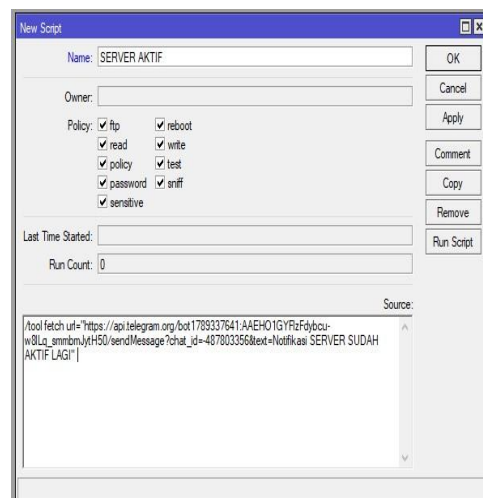 New Script
Name: SERVER AKTIF
OK
Owner:
Cancel
Policy: ftp reboot
Apply
read write
policy test
Comment
password sniff
Copy
sensitive
Remove
Last Time Started:
Run Script
Run Count: 0
Source:
/tool fetch url="https://api.telegram.org/bot1789337641:AAEHO1GYFlzFdybcu-
w8lLq_smmbmJytH50/sendMessage?chat_id=-487803356&text=Notifikasi SERVER SUDAH
AKTIF LAGI"